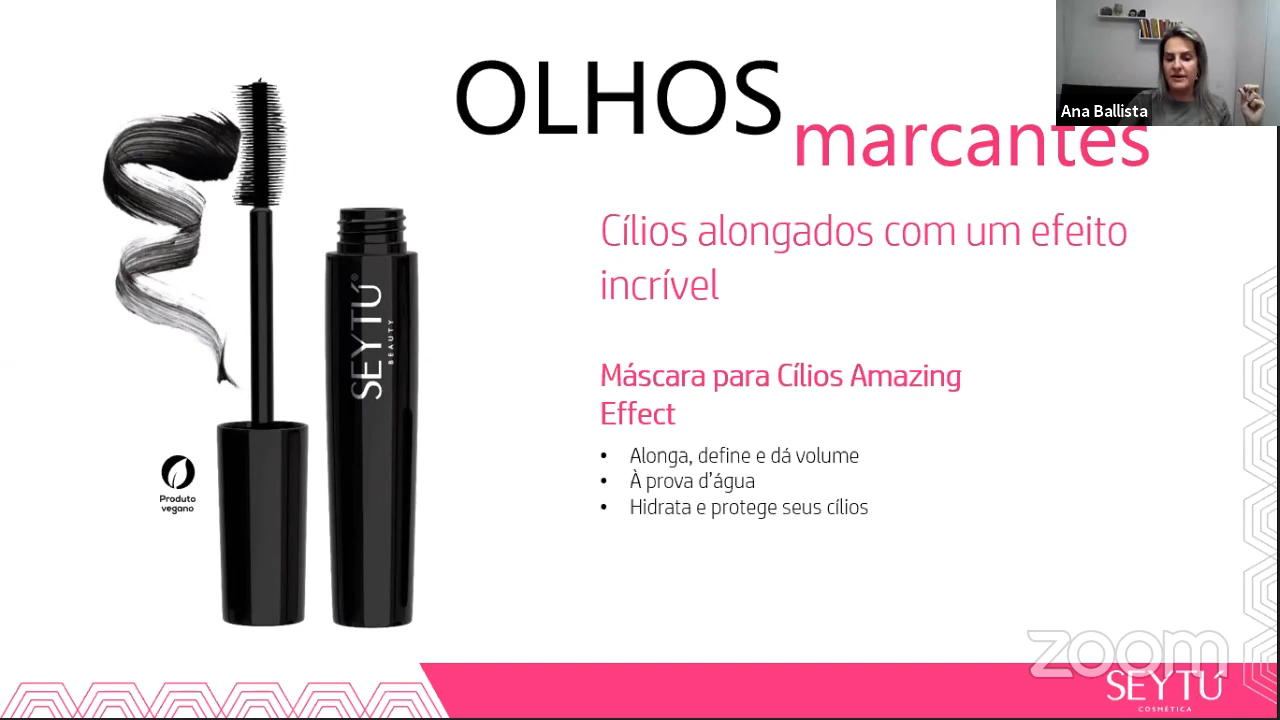 OLHOS
marcantes
Ana Ballista
Cílios alongados com um efeito
incrível
Máscara para Cílios Amazing
Effect
• Alonga, define e dá volume
• À prova d’água
• Hidrata e protege seus cílios
SEYTÚ®
BEAUTY
Produto
vegano
zoom
SEYTÚ
COSMÉTICA